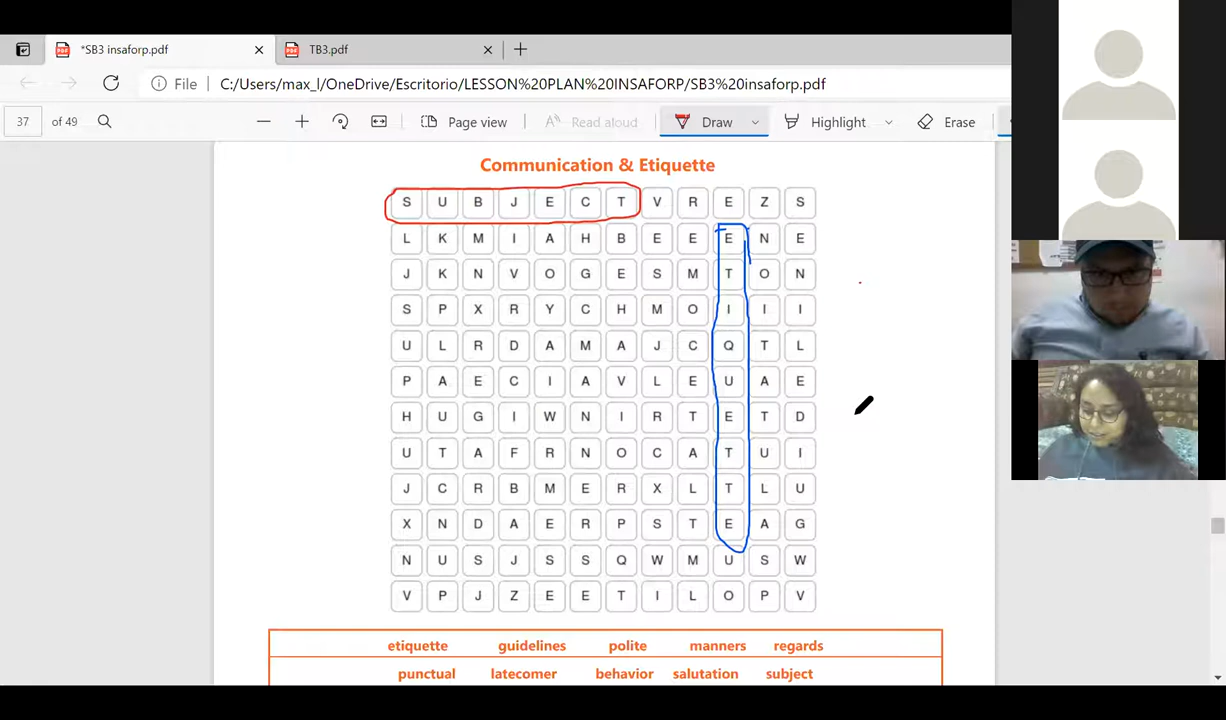 *SB3 insaforp.pdf TB3.pdf
File C:/Users/max_l/OneDrive/Escritorio/LESSON%20PLAN%20INSAFORP/SB3%20insaforp.pdf
37 of 49 Page view Read aloud Draw Highlight Erase
Communication & Etiquette
S U B J E C T V R E Z S
L K M I A H B E E E N E
J K N V O G E S M T O N
S P X R Y C H M O I I I
U L R D A M A J C Q T L
P A E C I A V L E U A E
H U G I W N I R T E T D
U T A F R N O C A T U I
J C R B M E R X L T L U
X N D A E R P S T E A G
N U S J S S Q W M U S W
V P J Z E E T I L O P V
etiquette guidelines polite manners regards
punctual latecomer behavior salutation subject